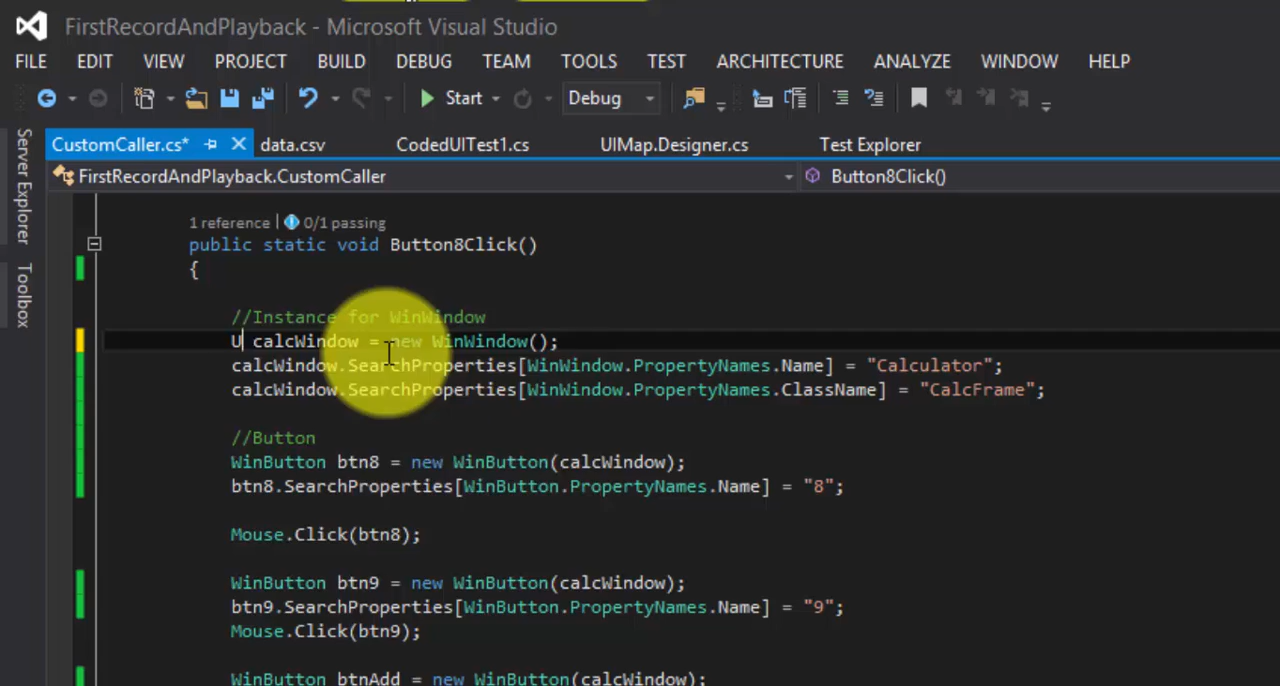 FirstRecordAndPlayback - Microsoft Visual Studio
FILE EDIT VIEW PROJECT BUILD DEBUG TEAM TOOLS TEST ARCHITECTURE ANALYZE WINDOW HELP
Start Debug
CustomCaller.cs* data.csv CodedUITest1.cs UIMap.Designer.cs Test Explorer
FirstRecordAndPlayback.CustomCaller Button8Click()
Server Explorer
Toolbox
1 reference | 0/1 passing
public static void Button8Click()
{
//Instance for WinWindow
U calcWindow = new WinWindow();
calcWindow.SearchProperties[WinWindow.PropertyNames.Name] = "Calculator";
calcWindow.SearchProperties[WinWindow.PropertyNames.ClassName] = "CalcFrame";
//Button
WinButton btn8 = new WinButton(calcWindow);
btn8.SearchProperties[WinButton.PropertyNames.Name] = "8";
Mouse.Click(btn8);
WinButton btn9 = new WinButton(calcWindow);
btn9.SearchProperties[WinButton.PropertyNames.Name] = "9";
Mouse.Click(btn9);
WinButton btnAdd = new WinButton(calcWindow);